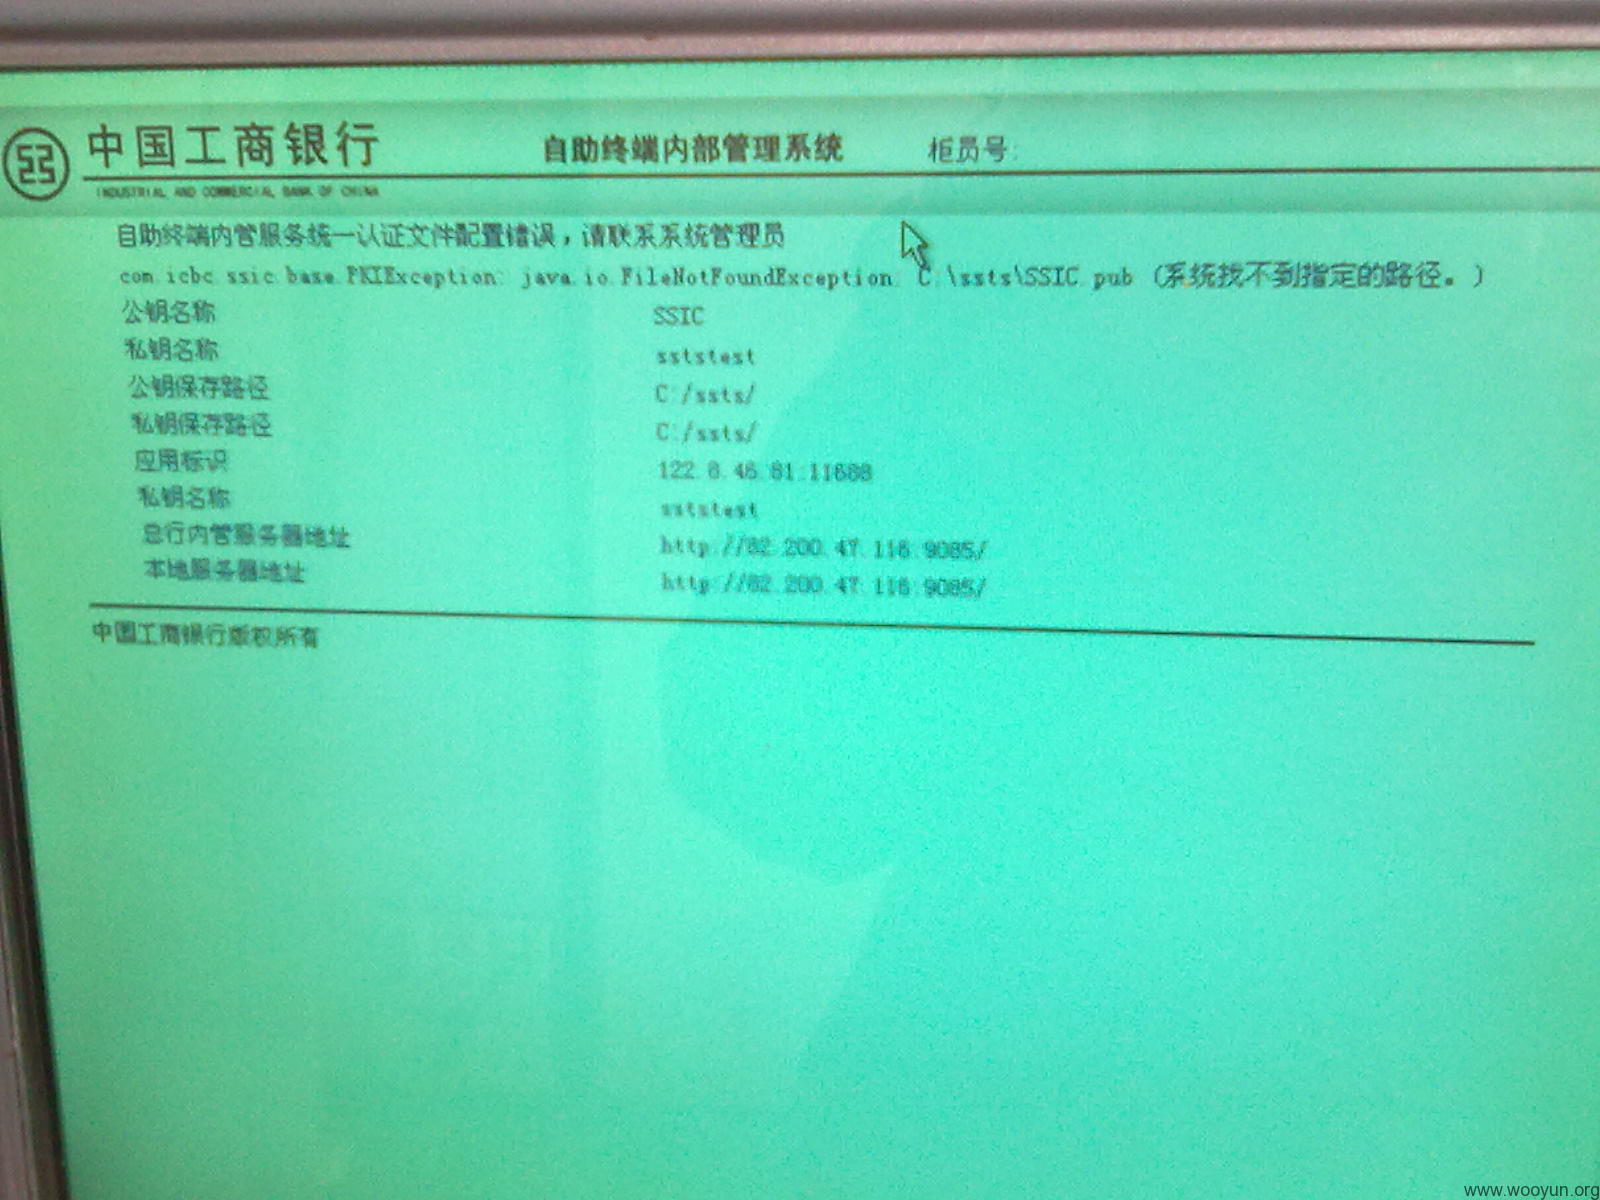 中国工商银行 自助终端内部管理系统 柜员号:
INDUSTRIAL AND COMMERCIAL BANK OF CHINA
自助终端内管服务统一认证文件配置错误，请联系系统管理员
com.icbc.ssic.base.PKIException: java.io.FileNotFoundException: C:\ssts\SSIC.pub (系统找不到指定的路径。)
公钥名称 SSIC
私钥名称 sststest
公钥保存路径 C:/ssts/
私钥保存路径 C:/ssts/
应用标识
私钥名称 sststest
总行内管服务器地址 http://82.200.47.116:9085/
本地服务器地址 http://82.200.47.116:9085/
中国工商银行版权所有
www.wooyun.org